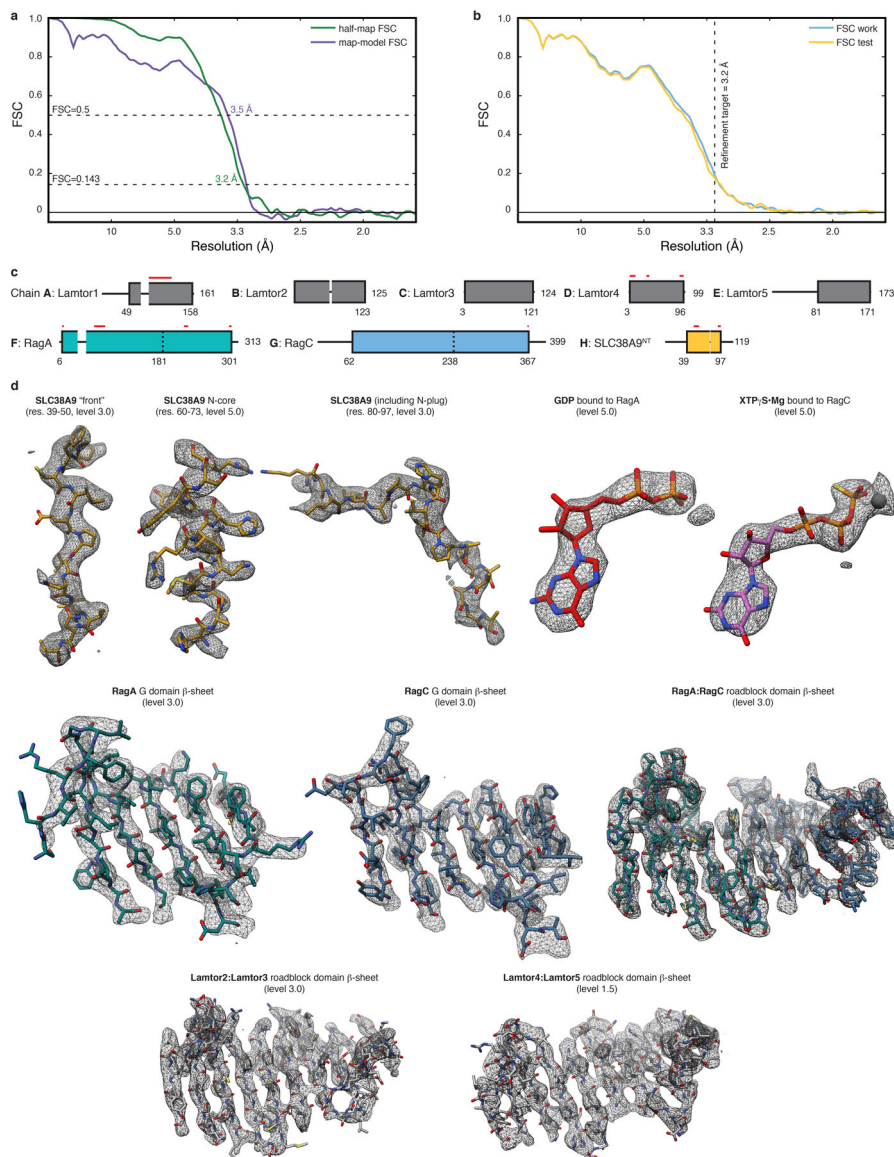 a
b
1.0
0.8
0.6
0.4
0.2
0
FSC
half-map FSC
map-model FSC
FSC=0.5
3.5 Å
FSC=0.143
3.2 Å
10
5.0
3.3
2.5
2.0
Resolution (Å)
1.0
0.8
0.6
0.4
0.2
0
FSC
FSC work
FSC test
Refinement target = 3.2 Å
10
5.0
3.3
2.5
2.0
Resolution (Å)
c
Chain A: Lamtor1
161
49
158
B: Lamtor2
125
123
C: Lamtor3
124
3
121
D: Lamtor4
99
3
96
E: Lamtor5
173
81
171
F: RagA
313
6
181
301
G: RagC
399
62
238
367
H: SLC38A9NT
119
39
97
d
SLC38A9 “front”
(res. 39-50, level 3.0)
SLC38A9 N-core
(res. 60-73, level 5.0)
SLC38A9 (including N-plug)
(res. 80-97, level 3.0)
GDP bound to RagA
(level 5.0)
XTPγS·Mg bound to RagC
(level 5.0)
RagA G domain β-sheet
(level 3.0)
RagC G domain β-sheet
(level 3.0)
RagA:RagC roadblock domain β-sheet
(level 3.0)
Lamtor2:Lamtor3 roadblock domain β-sheet
(level 3.0)
Lamtor4:Lamtor5 roadblock domain β-sheet
(level 1.5)